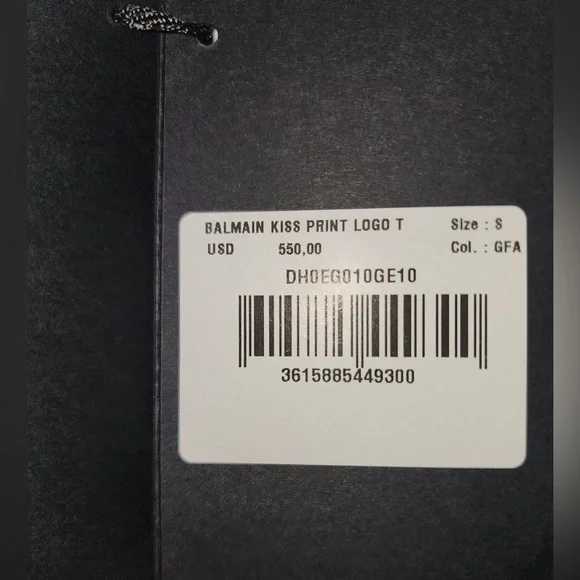 BALMAIN KISS PRINT LOGO T Size : S
USD 550,00 Col. : GFA
DH0EG010GE10
3615885449300